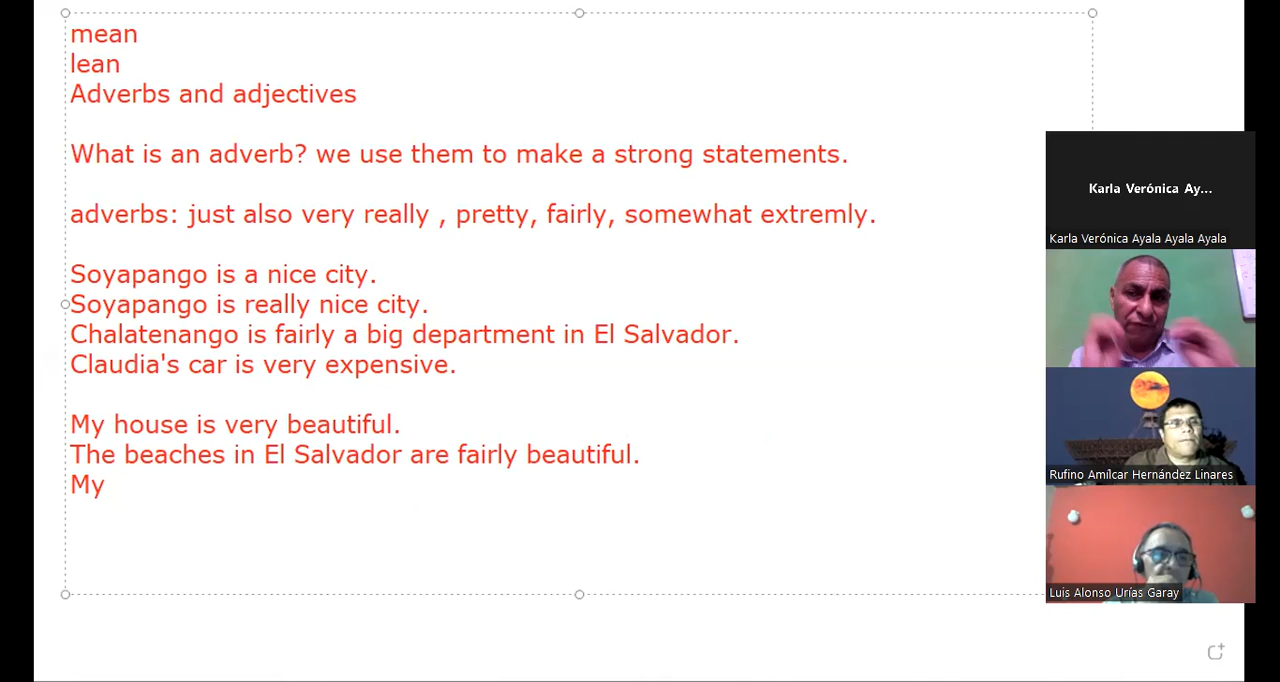 mean
lean
Adverbs and adjectives
What is an adverb? we use them to make a strong statements.
adverbs: just also very really , pretty, fairly, somewhat extremly.
Soyapango is a nice city.
Soyapango is really nice city.
Chalatenango is fairly a big department in El Salvador.
Claudia's car is very expensive.
My house is very beautiful.
The beaches in El Salvador are fairly beautiful.
My
Karla Verónica Ay...
Karla Verónica Ayala Ayala Ayala
Rufino Amílcar Hernández Linares
Luis Alonso Urías Garay